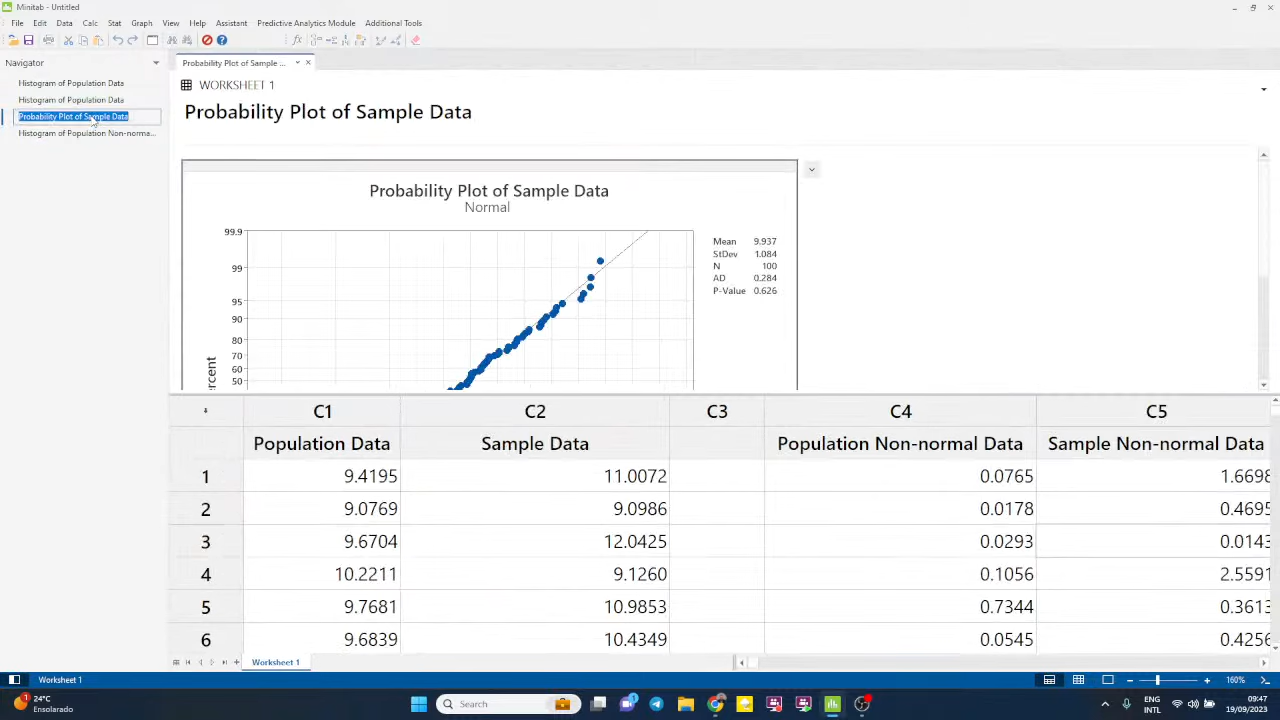 Minitab - Untitled
File Edit Data Calc Stat Graph View Help Assistant Predictive Analytics Module Additional Tools
Navigator
Histogram of Population Data
Histogram of Population Data
Probability Plot of Sample Data
Histogram of Population Non-norma...
Probability Plot of Sample ...
WORKSHEET 1
Probability Plot of Sample Data
Probability Plot of Sample Data
Normal
99.9
99
95
90
80
70
60
50
ercent
Mean 9.937
StDev 1.084
N 100
AD 0.284
P-Value 0.626
C1 C2 C3 C4 C5
Population Data Sample Data Population Non-normal Data Sample Non-normal Data
1 9.4195 11.0072 0.0765 1.6698
2 9.0769 9.0986 0.0178 0.4695
3 9.6704 12.0425 0.0293 0.0143
4 10.2211 9.1260 0.1056 2.5591
5 9.7681 10.9853 0.7344 0.3613
6 9.6839 10.4349 0.0545 0.4256
Worksheet 1
Worksheet 1
160%
24°C
Ensolarado
Search
ENG
INTL
09:47
19/09/2023